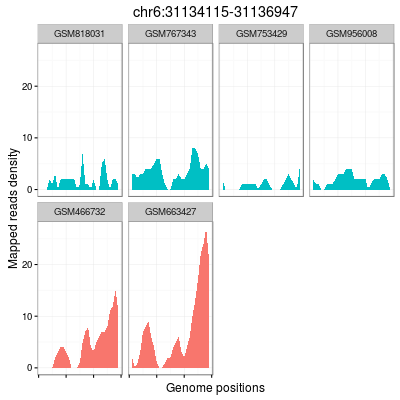 chr6:31134115-31136947
GSM818031 GSM767343 GSM753429 GSM956008
20
10
0
Mapped reads density
GSM466732 GSM663427
20
10
0
Genome positions